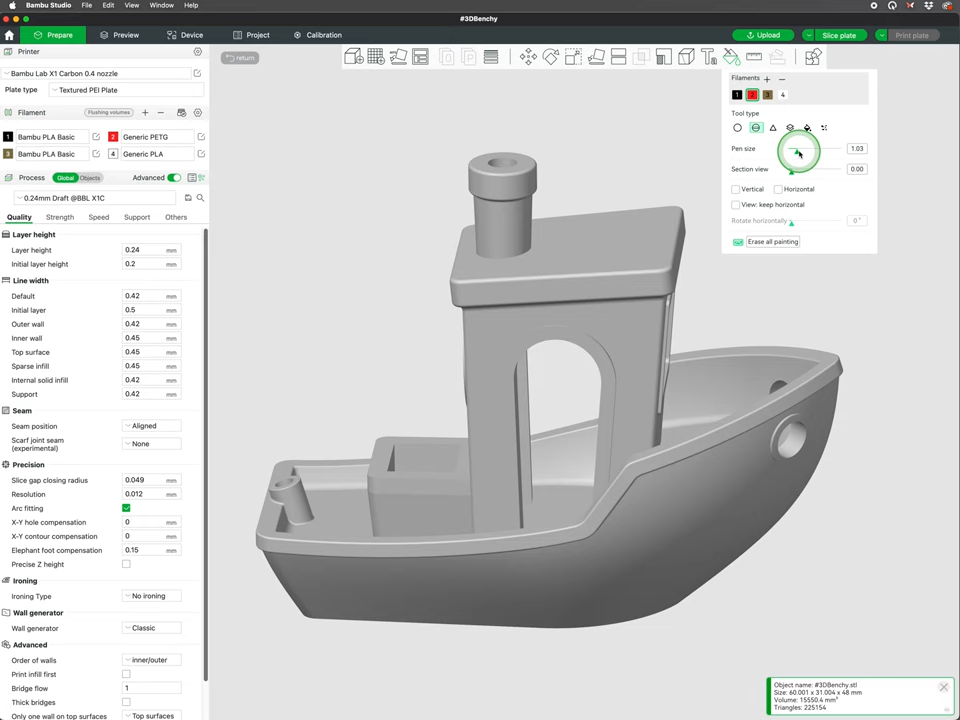 Bambu Studio File Edit View Window Help
#3DBenchy
Prepare Preview Device Project Calibration Upload Slice plate Print plate
Printer
Bambu Lab X1 Carbon 0.4 nozzle
Plate type Textured PEI Plate
Filament Flushing volumes + −
1 Bambu PLA Basic 2 Generic PETG
3 Bambu PLA Basic 4 Generic PLA
Process Global Objects Advanced
0.24mm Draft @BBL X1C
Quality Strength Speed Support Others
Layer height
Layer height 0.24 mm
Initial layer height 0.2 mm
Line width
Default 0.42 mm
Initial layer 0.5 mm
Outer wall 0.42 mm
Inner wall 0.45 mm
Top surface 0.45 mm
Sparse infill 0.45 mm
Internal solid infill 0.42 mm
Support 0.42 mm
Seam
Seam position Aligned
Scarf joint seam
(experimental) None
Precision
Slice gap closing radius 0.049 mm
Resolution 0.012 mm
Arc fitting
X-Y hole compensation 0 mm
X-Y contour compensation 0 mm
Elephant foot compensation 0.15 mm
Precise Z height
Ironing
Ironing Type No ironing
Wall generator
Wall generator Classic
Advanced
Order of walls inner/outer
Print infill first
Bridge flow 1
Thick bridges
Only one wall on top surfaces Top surfaces
return
Filaments + −
1 2 3 4
Tool type
Pen size 1.03
Section view 0.00
Vertical Horizontal
View: keep horizontal
Rotate horizontally 0 °
Erase all painting
Object name: #3DBenchy.stl
Size: 60.001 x 31.004 x 48 mm
Volume: 15550.4 mm³
Triangles: 225154